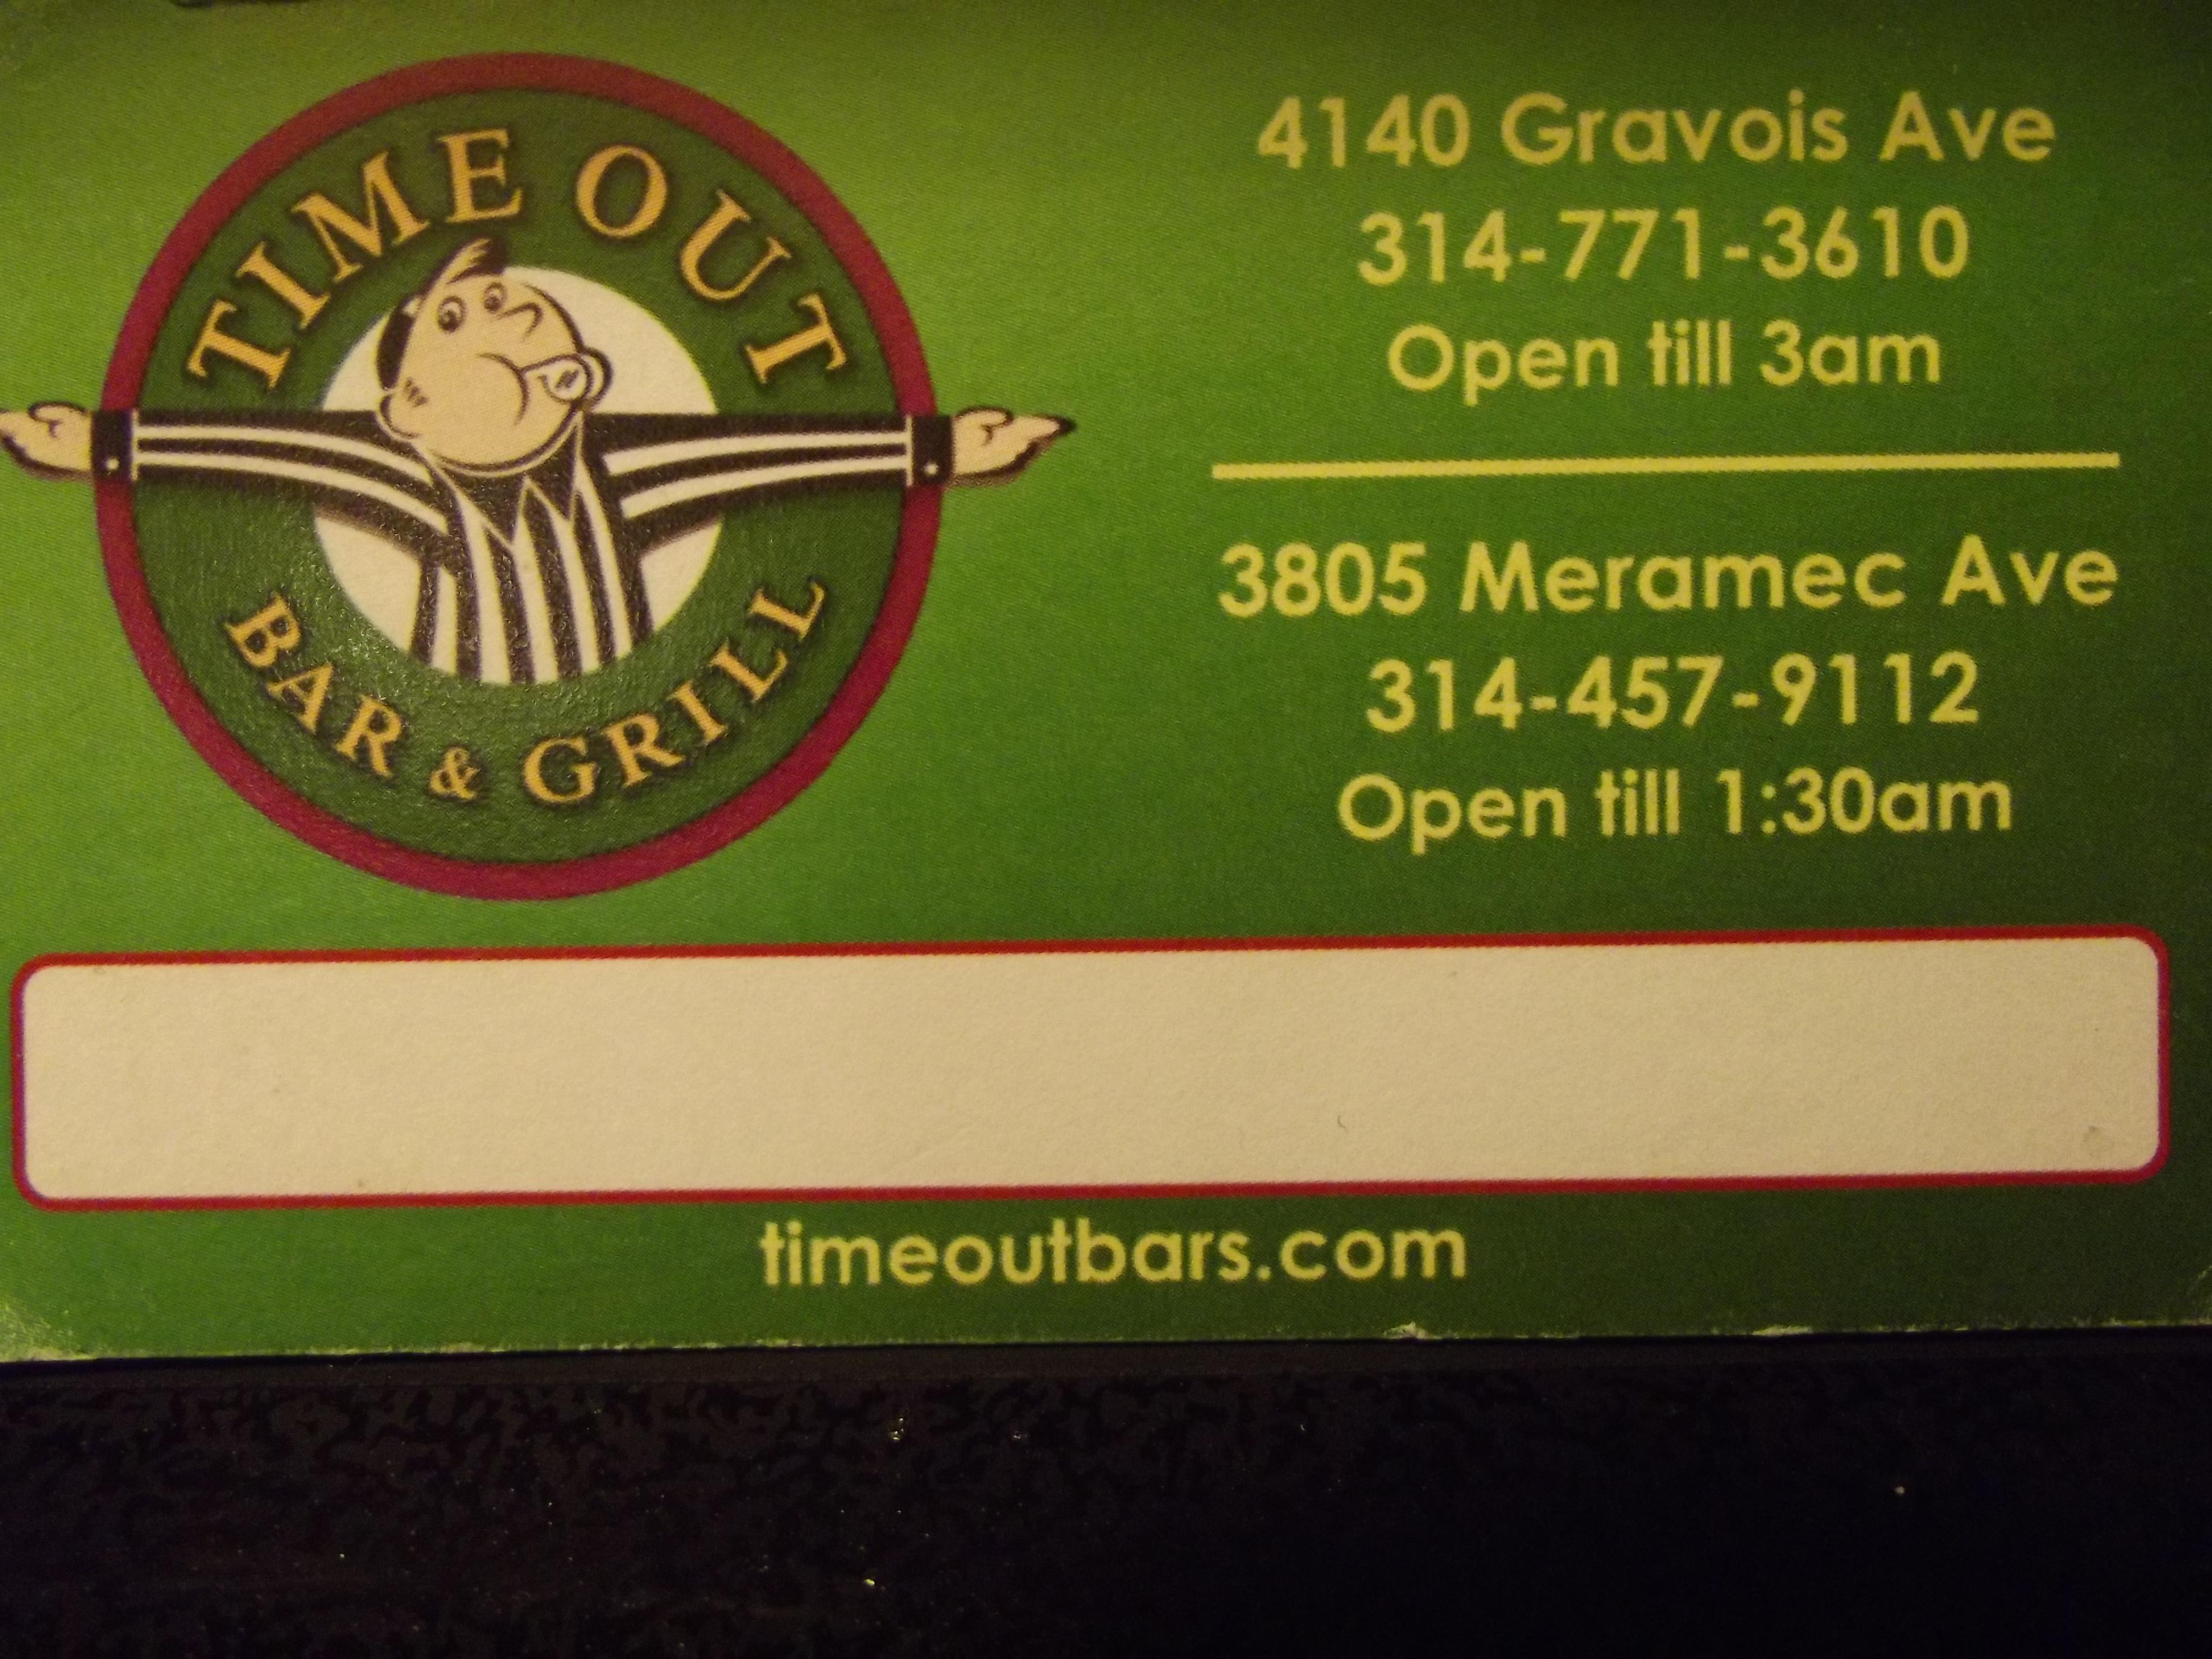 TIME OUT
BAR & GRILL
4140 Gravois Ave
314-771-3610
Open till 3am
3805 Meramec Ave
314-457-9112
Open till 1:30am
timeoutbars.com